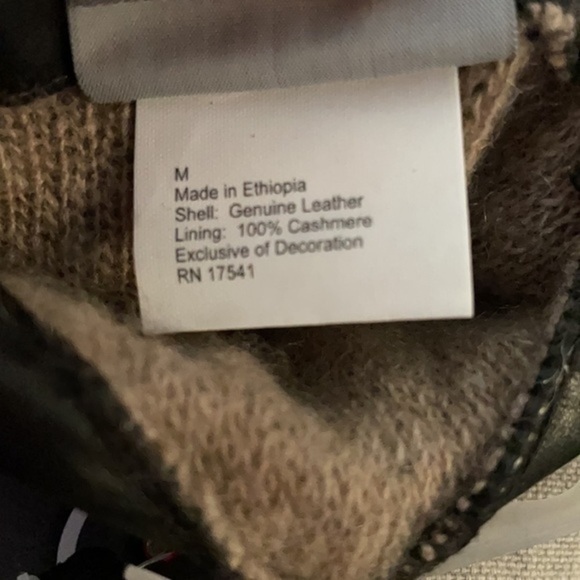 M
Made in Ethiopia
Shell: Genuine Leather
Lining: 100% Cashmere
Exclusive of Decoration
RN 17541